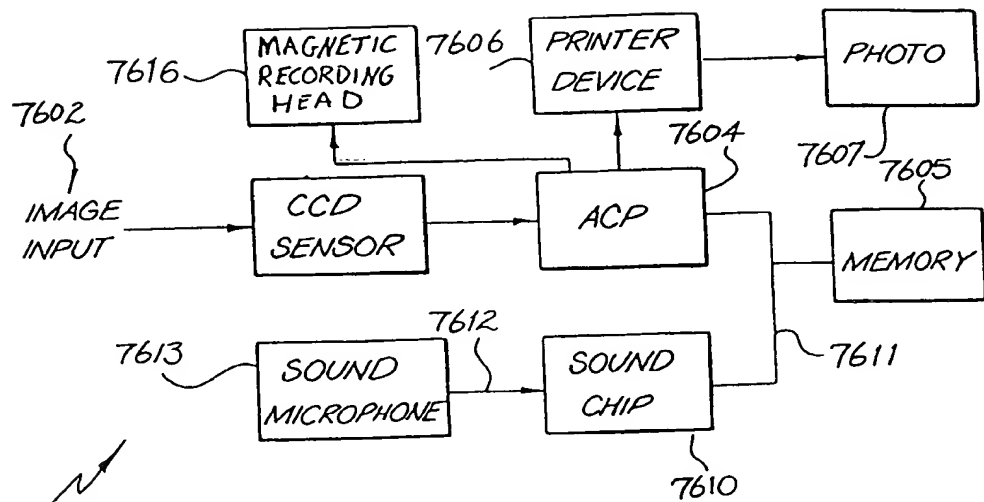 7616
MAGNETIC
RECORDING
HEAD
7606
PRINTER
DEVICE
PHOTO
7602
7604
7607
7605
IMAGE
INPUT
CCD
SENSOR
ACP
MEMORY
7613
SOUND
MICROPHONE
7612
SOUND
CHIP
7611
7610